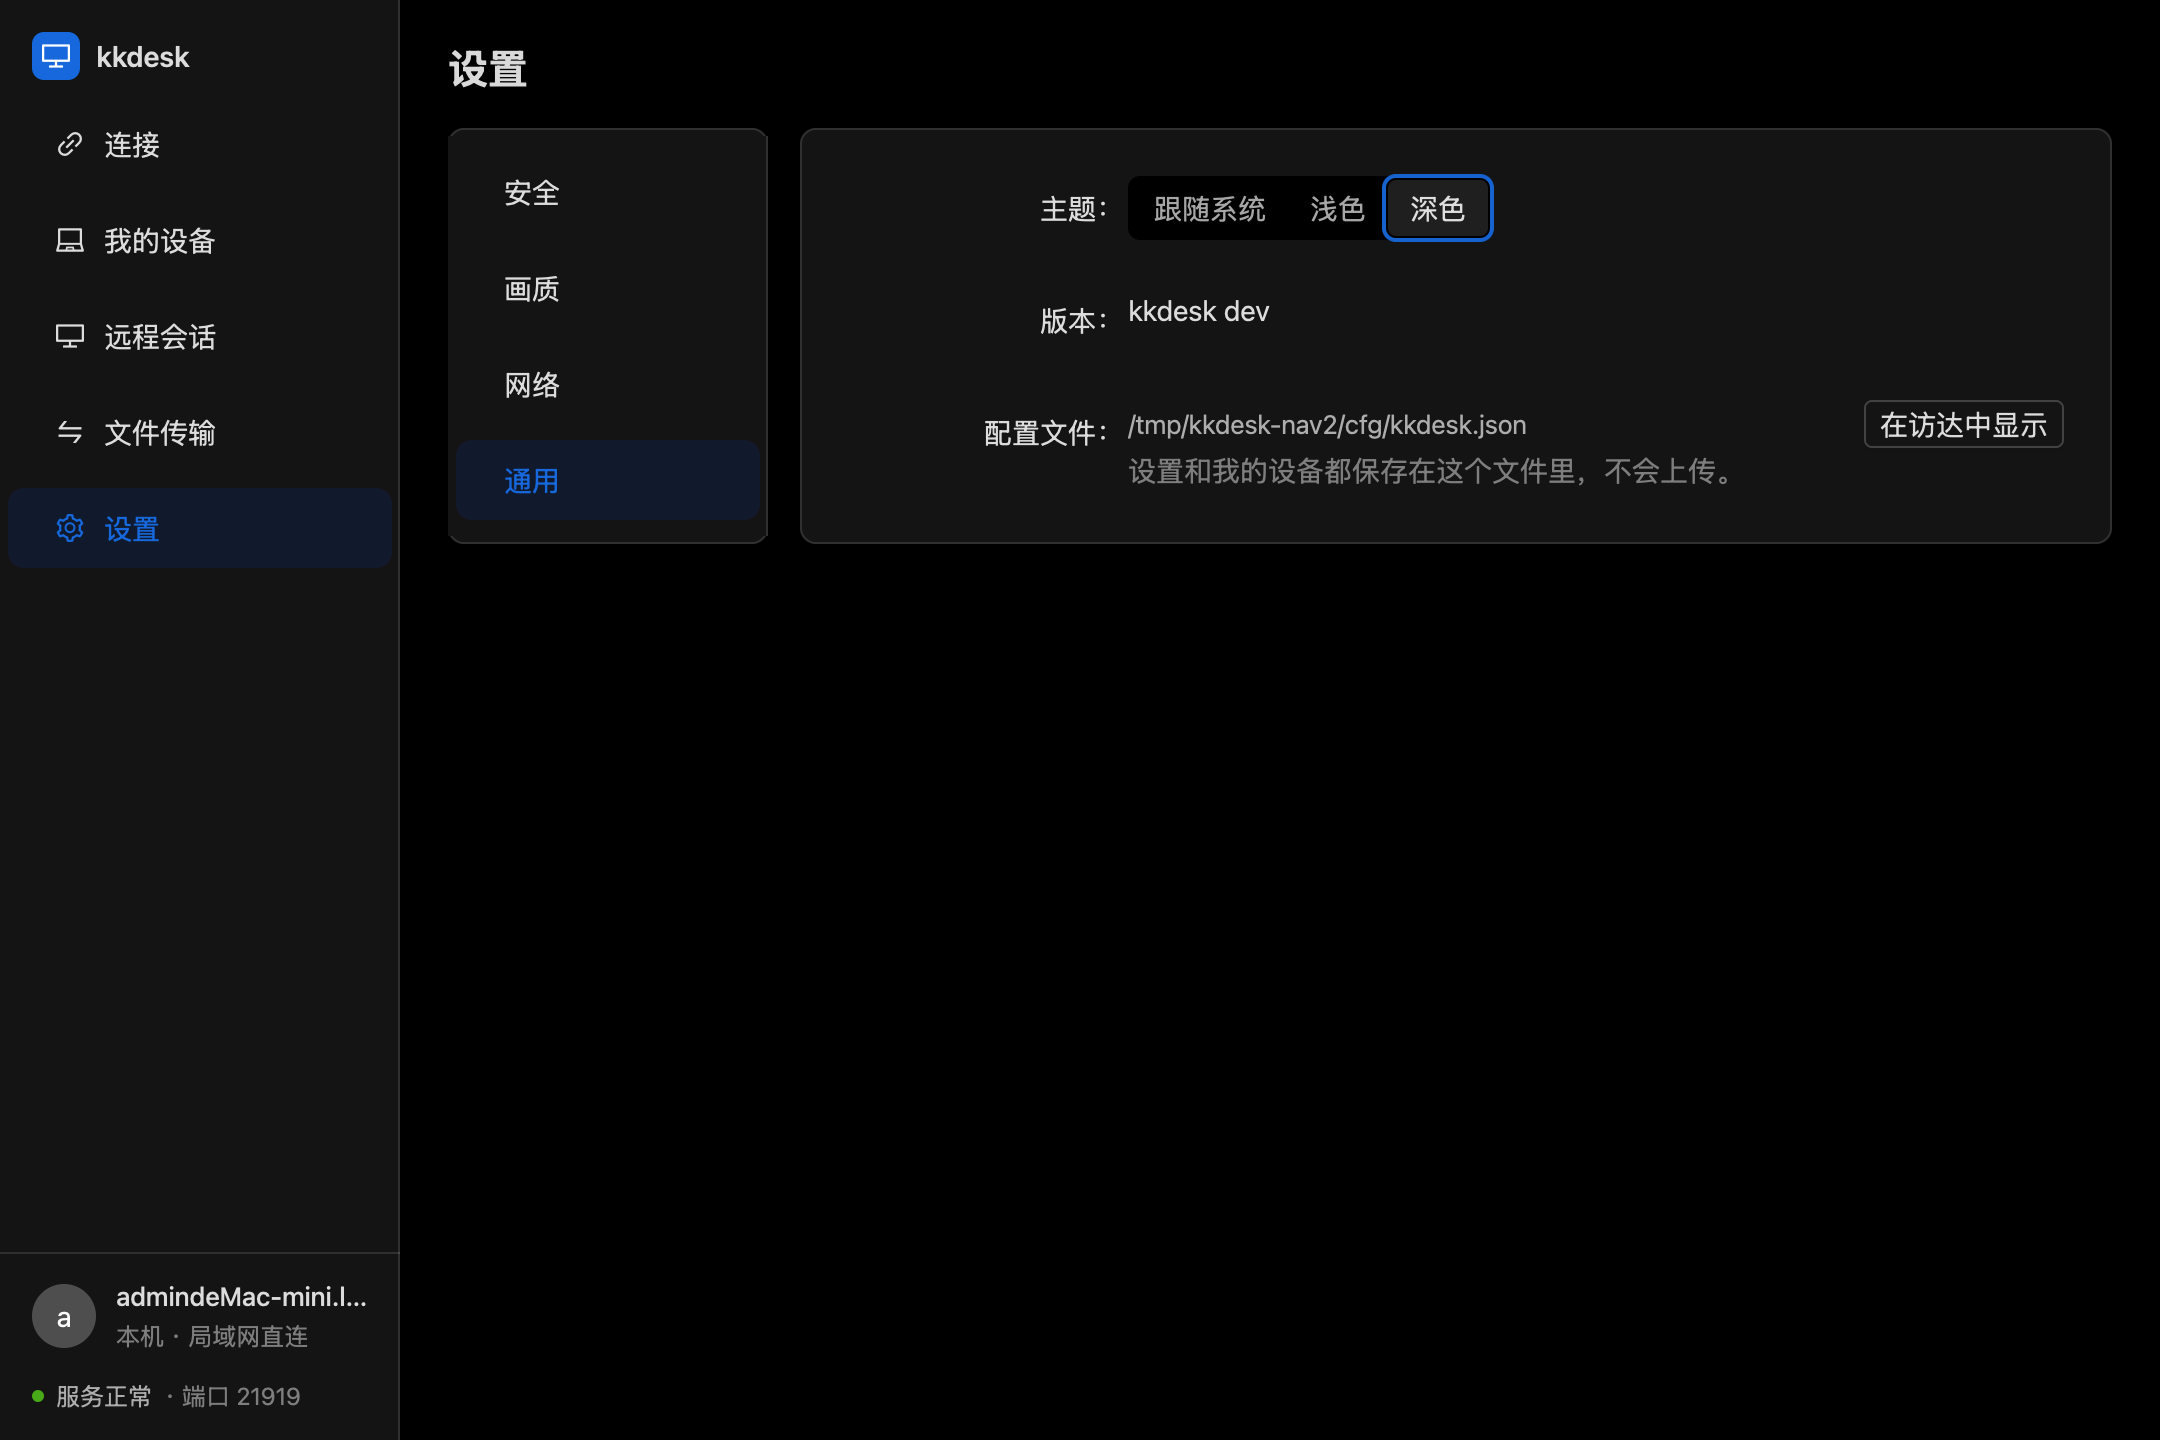 kkdesk
连接
我的设备
远程会话
文件传输
设置
admindeMac-mini.l...
a
本机 · 局域网直连
服务正常 · 端口 21919
设置
安全
画质
网络
通用
主题： 跟随系统 浅色 深色
版本： kkdesk dev
配置文件： /tmp/kkdesk-nav2/cfg/kkdesk.json 在访达中显示
设置和我的设备都保存在这个文件里，不会上传。